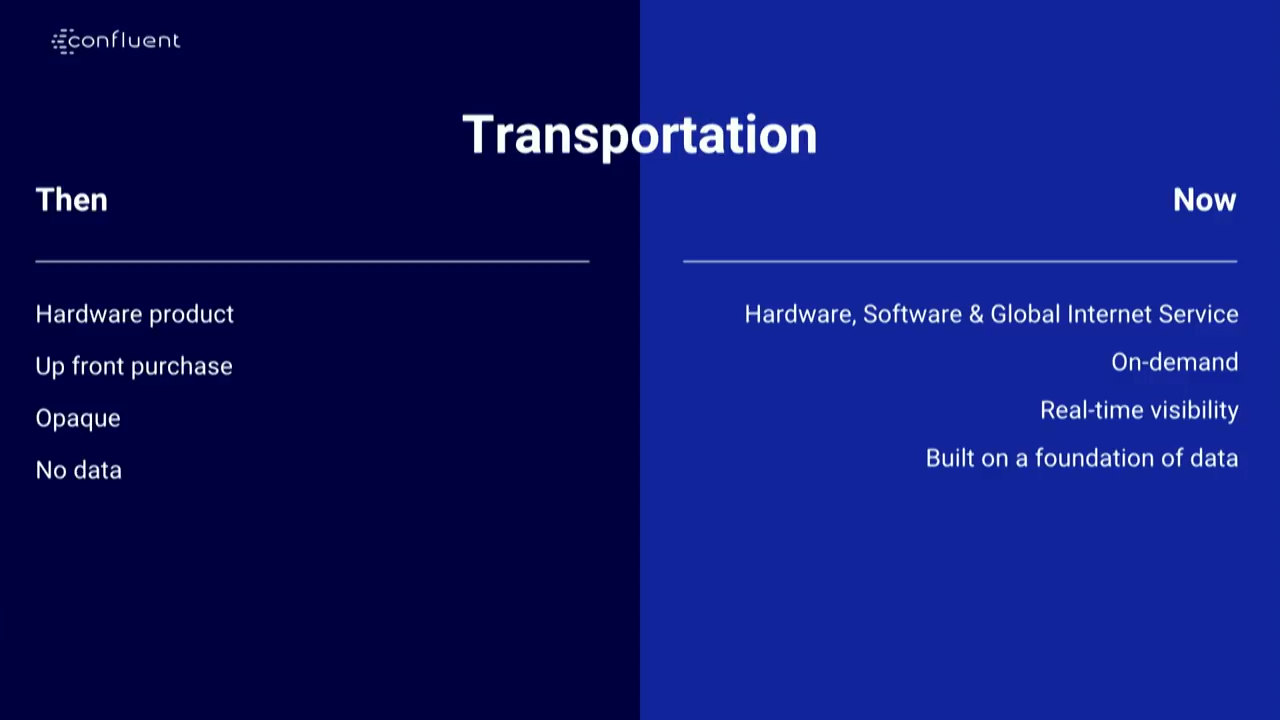 confluent
Transportation
Then
Now
Hardware product
Up front purchase
Opaque
No data
Hardware, Software & Global Internet Service
On-demand
Real-time visibility
Built on a foundation of data